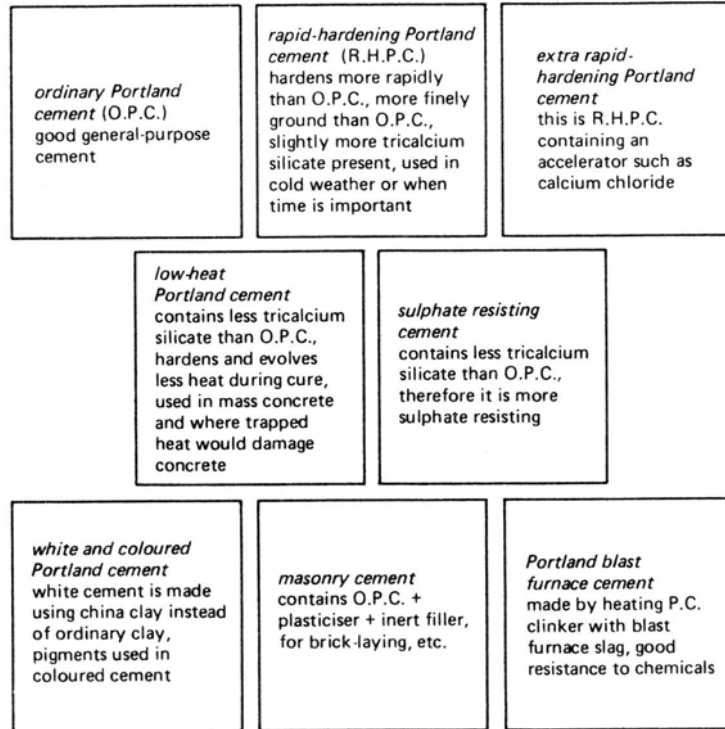 ordinary Portland
cement (O.P.C.)
good general-purpose
cement
rapid-hardening Portland
cement (R.H.P.C.)
hardens more rapidly
than O.P.C., more finely
ground than O.P.C.,
slightly more tricalcium
silicate present, used in
cold weather or when
time is important
extra rapid-
hardening Portland
cement
this is R.H.P.C.
containing an
accelerator such as
calcium chloride
low-heat
Portland cement
contains less tricalcium
silicate than O.P.C.,
hardens and evolves
less heat during cure,
used in mass concrete
and where trapped
heat would damage
concrete
sulphate resisting
cement
contains less tricalcium
silicate than O.P.C.,
therefore it is more
sulphate resisting
white and coloured
Portland cement
white cement is made
using china clay instead
of ordinary clay,
pigments used in
coloured cement
masonry cement
contains O.P.C. +
plasticiser + inert filler,
for brick-laying, etc.
Portland blast
furnace cement
made by heating P.C.
clinker with blast
furnace slag, good
resistance to chemicals